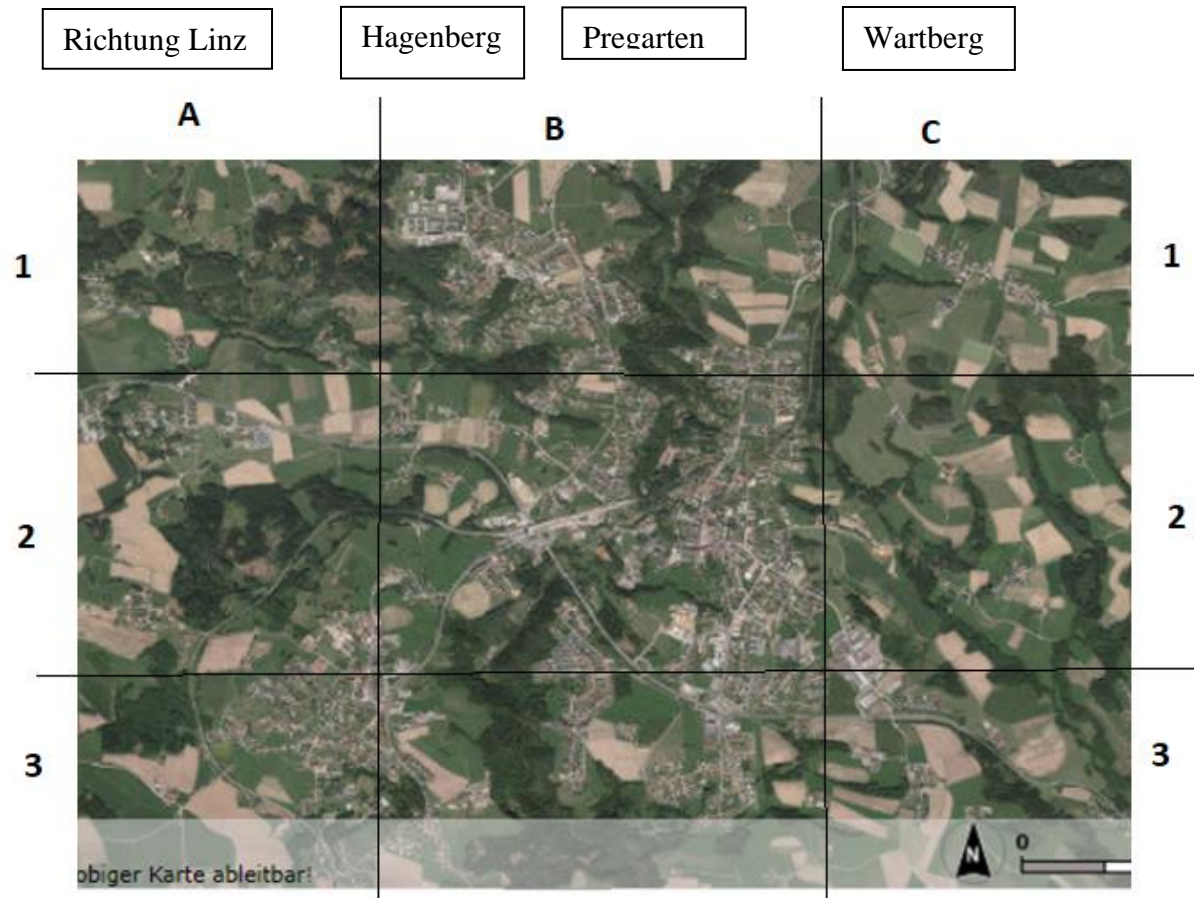 Richtung Linz
Hagenberg
Pregarten
Wartberg
A
B
C
1
1
2
2
3
3
obiger Karte ableitbar!
N
0